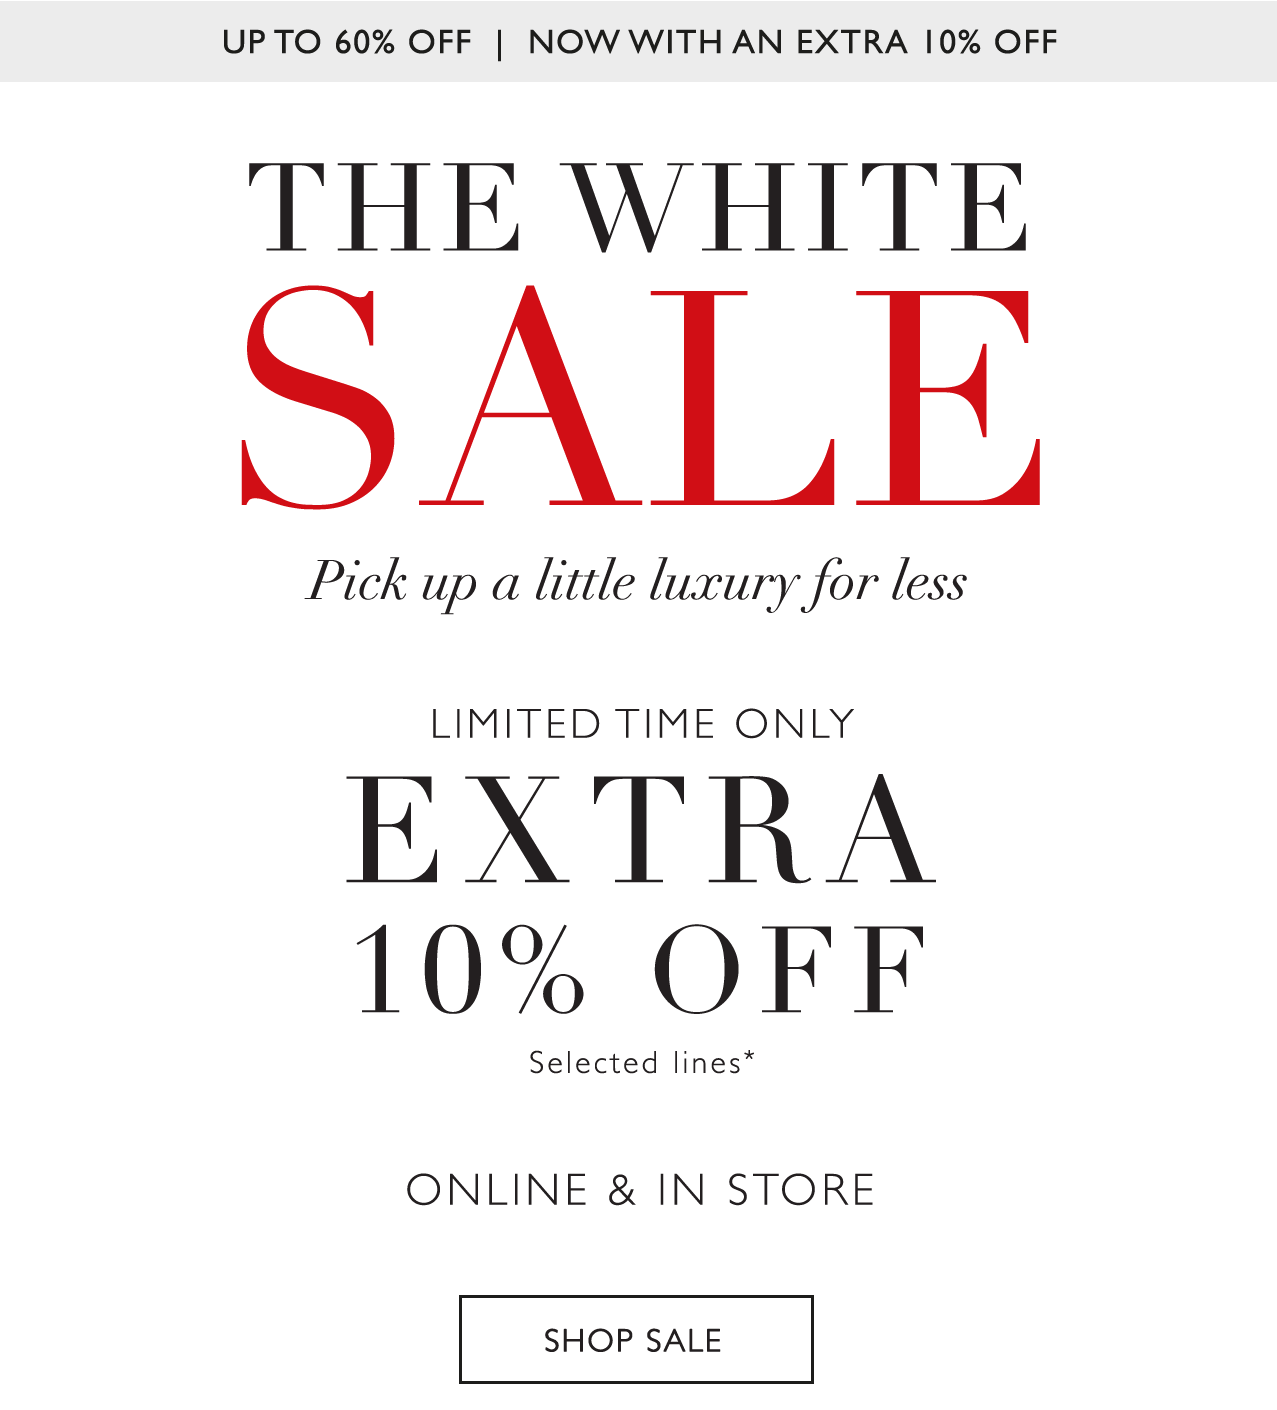 UP TO 60% OFF | NOW WITH AN EXTRA 10% OFF
THE WHITE
SALE
Pick up a little luxury for less
LIMITED TIME ONLY
EXTRA
10% OFF
Selected lines*
ONLINE & IN STORE
SHOP SALE